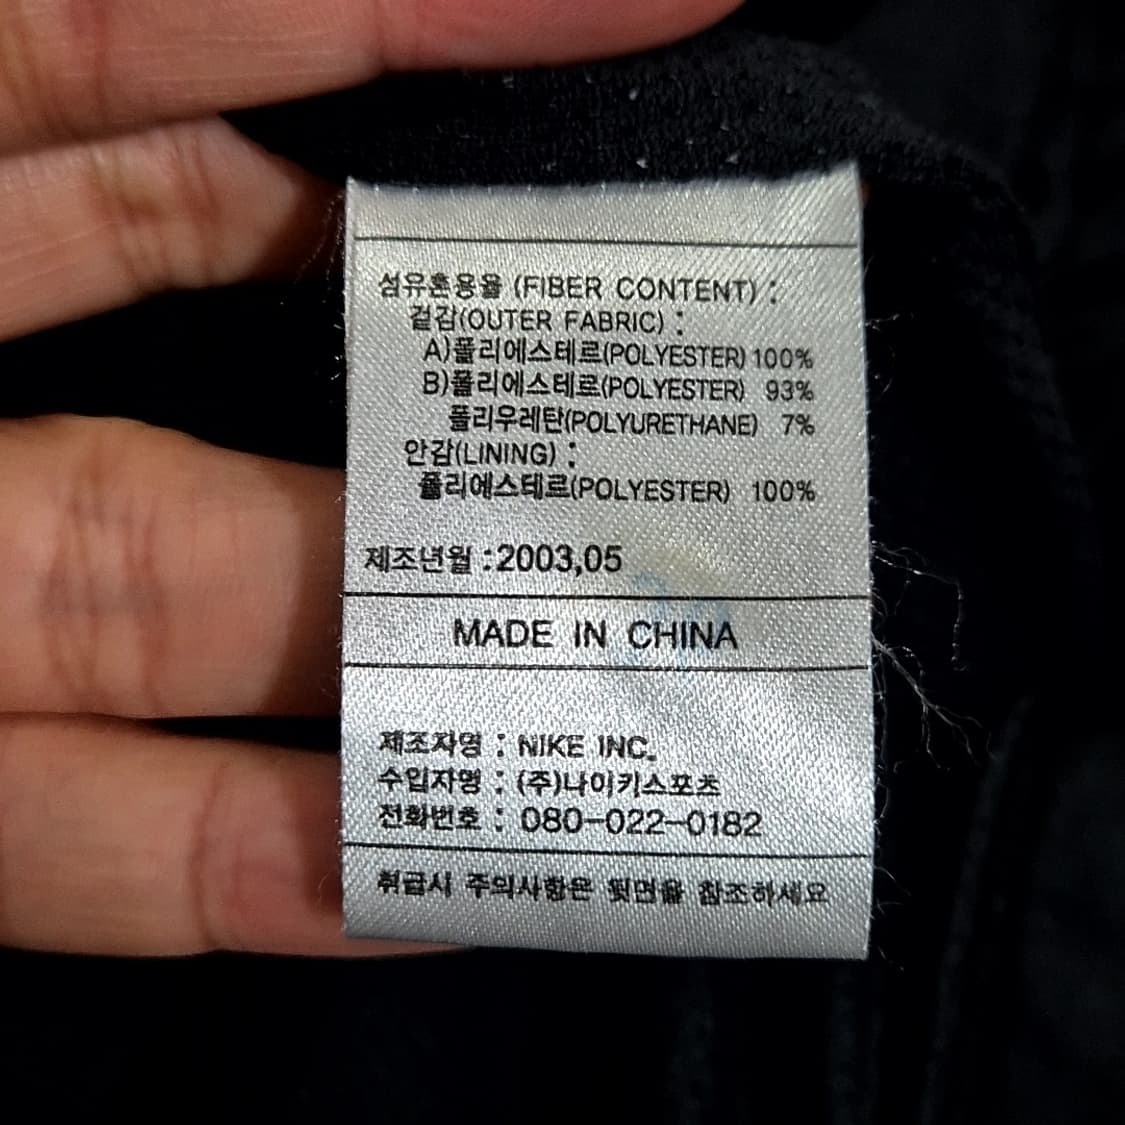 섬유혼용율 (FIBER CONTENT) :
겉감(OUTER FABRIC) :
A)폴리에스테르(POLYESTER) 100%
B)폴리에스테르(POLYESTER) 93%
폴리우레탄(POLYURETHANE) 7%
안감(LINING) :
폴리에스테르(POLYESTER) 100%
제조년월 :2003,05
MADE IN CHINA
제조자명 : NIKE INC.
수입자명 : (주)나이키스포츠
전화번호 : 080-022-0182
취급시 주의사항은 뒷면을 참조하세요